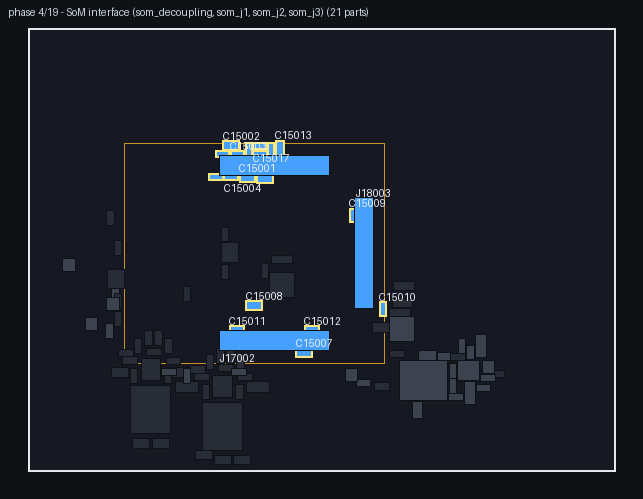 phase 4/19 - SoM interface (som_decoupling, som_j1, som_j2, som_j3) (21 parts)
C15002
C15013
C15017
C15001
C15004
J18003
C15009
C15008
C15010
C15011
C15012
C15007
J17002